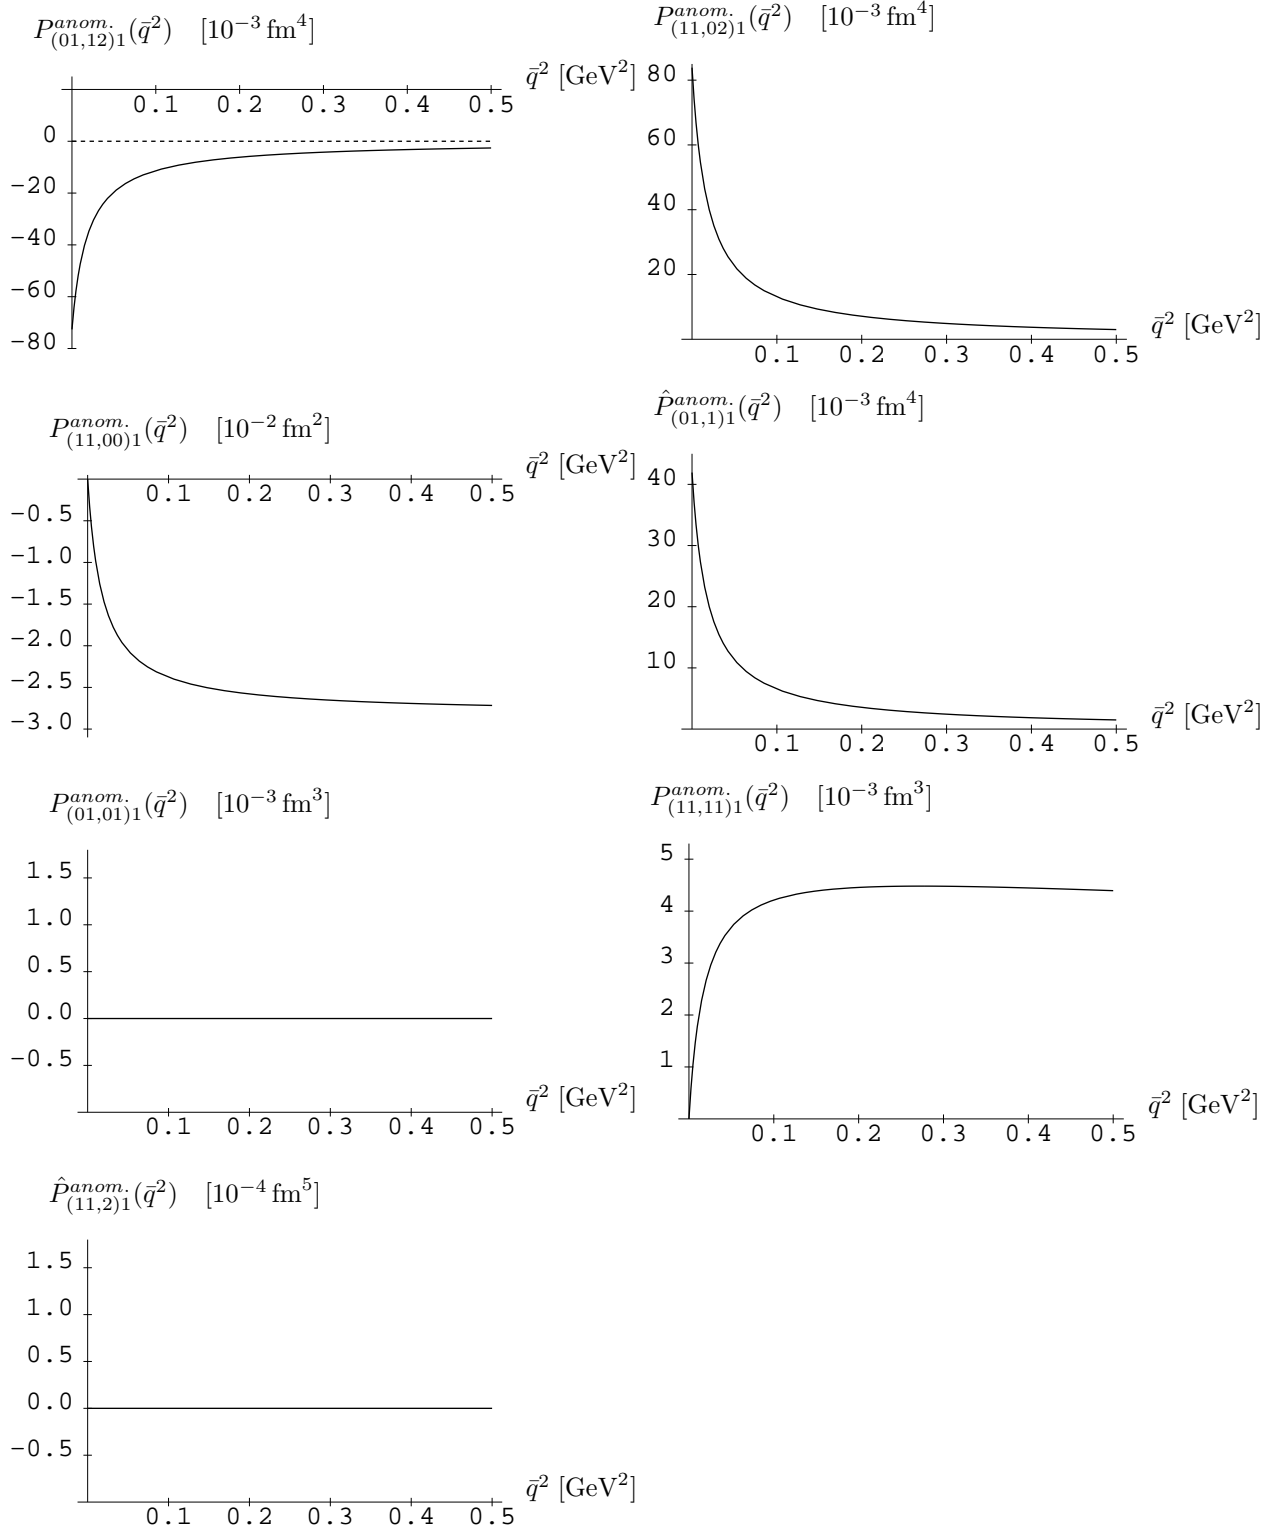 P^{anom.}_{(01,12)1}(q̄²) [10⁻³ fm⁴]
q̄² [GeV²]
0.1 0.2 0.3 0.4 0.5
0
−20
−40
−60
−80
P^{anom.}_{(11,02)1}(q̄²) [10⁻³ fm⁴]
80
60
40
20
q̄² [GeV²]
0.1 0.2 0.3 0.4 0.5
P^{anom.}_{(11,00)1}(q̄²) [10⁻² fm²]
q̄² [GeV²]
0.1 0.2 0.3 0.4 0.5
−0.5
−1.0
−1.5
−2.0
−2.5
−3.0
P̂^{anom.}_{(01,1)1}(q̄²) [10⁻³ fm⁴]
40
30
20
10
q̄² [GeV²]
0.1 0.2 0.3 0.4 0.5
P^{anom.}_{(01,01)1}(q̄²) [10⁻³ fm³]
1.5
1.0
0.5
0.0
−0.5
q̄² [GeV²]
0.1 0.2 0.3 0.4 0.5
P^{anom.}_{(11,11)1}(q̄²) [10⁻³ fm³]
5
4
3
2
1
q̄² [GeV²]
0.1 0.2 0.3 0.4 0.5
P̂^{anom.}_{(11,2)1}(q̄²) [10⁻⁴ fm⁵]
1.5
1.0
0.5
0.0
−0.5
q̄² [GeV²]
0.1 0.2 0.3 0.4 0.5